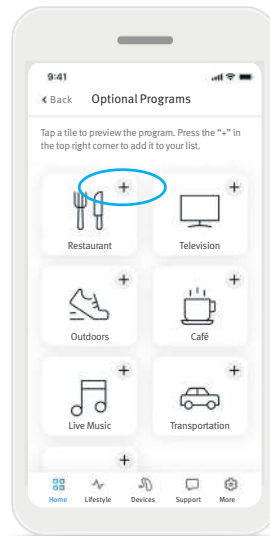 9:41
Back
Optional Programs
Tap a tile to preview the program. Press the “+” in
the top right corner to add it to your list.
+
+
Restaurant
Television
+
+
Outdoors
Café
+
+
Live Music
Transportation
+
Home
Lifestyle
Devices
Support
More